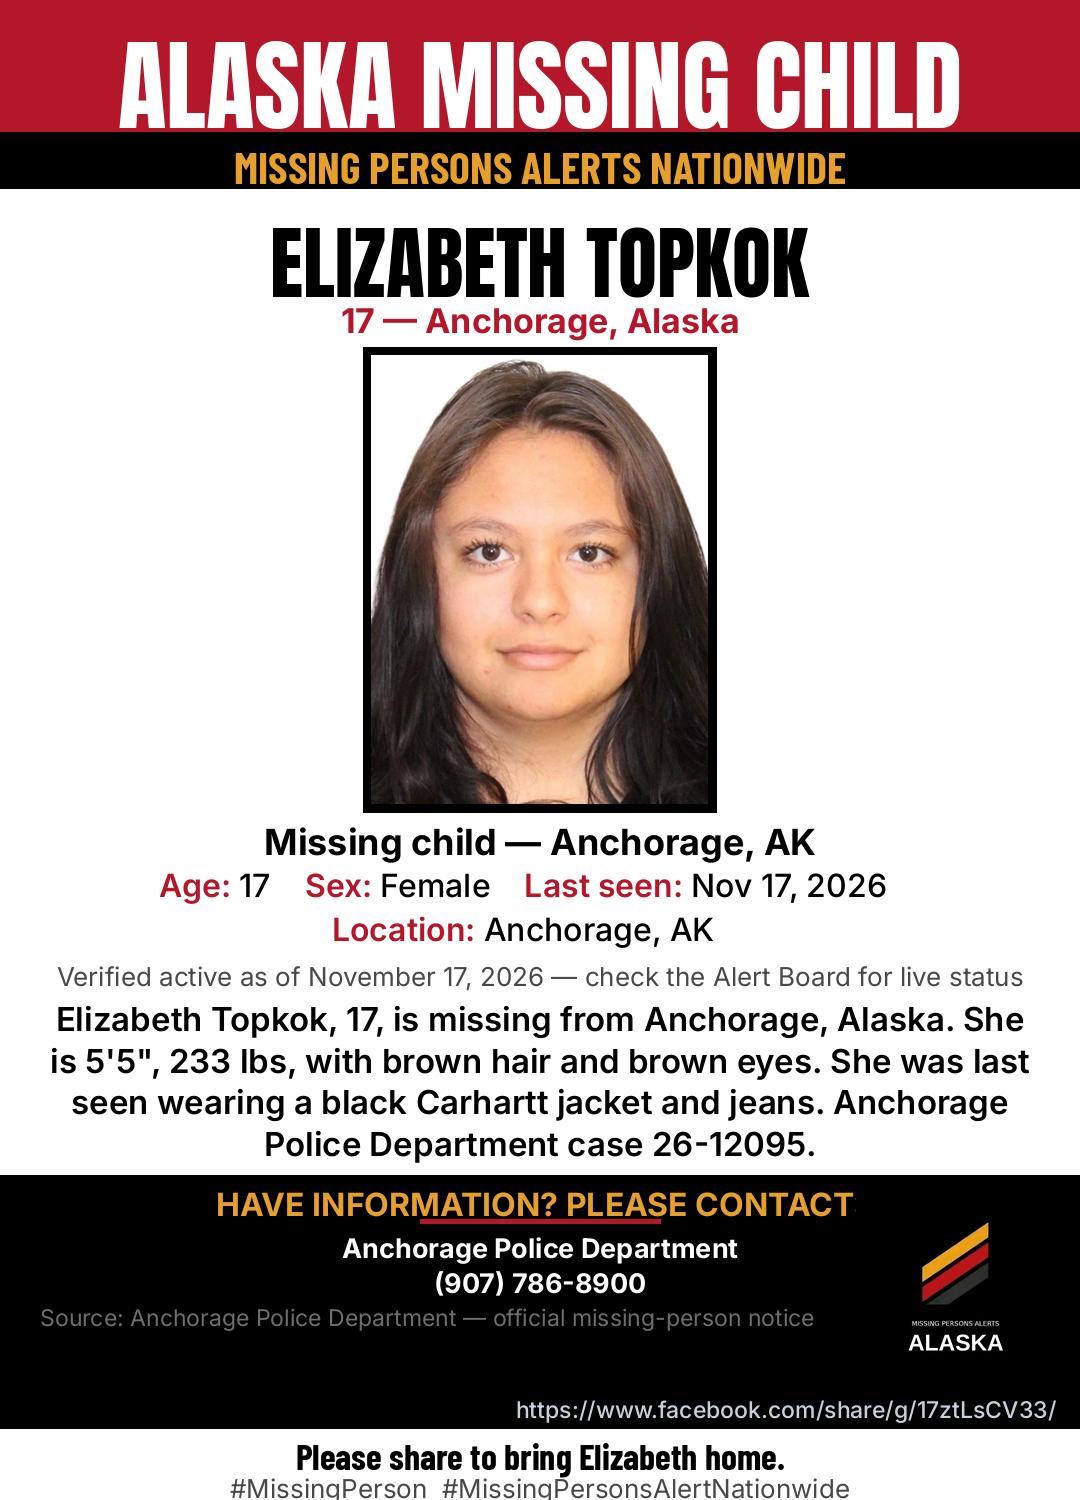 ALASKA MISSING CHILD
MISSING PERSONS ALERTS NATIONWIDE
ELIZABETH TOPKOK
17 — Anchorage, Alaska
Missing child — Anchorage, AK
Age: 17 Sex: Female Last seen: Nov 17, 2026
Location: Anchorage, AK
Verified active as of November 17, 2026 — check the Alert Board for live status
Elizabeth Topkok, 17, is missing from Anchorage, Alaska. She
is 5'5", 233 lbs, with brown hair and brown eyes. She was last
seen wearing a black Carhartt jacket and jeans. Anchorage
Police Department case 26-12095.
HAVE INFORMATION? PLEASE CONTACT:
Anchorage Police Department
(907) 786-8900
Source: Anchorage Police Department — official missing-person notice
MISSING PERSONS ALERTS
ALASKA
https://www.facebook.com/share/g/17ztLsCV33/
Please share to bring Elizabeth home.
#MissingPerson #MissingPersonsAlertNationwide